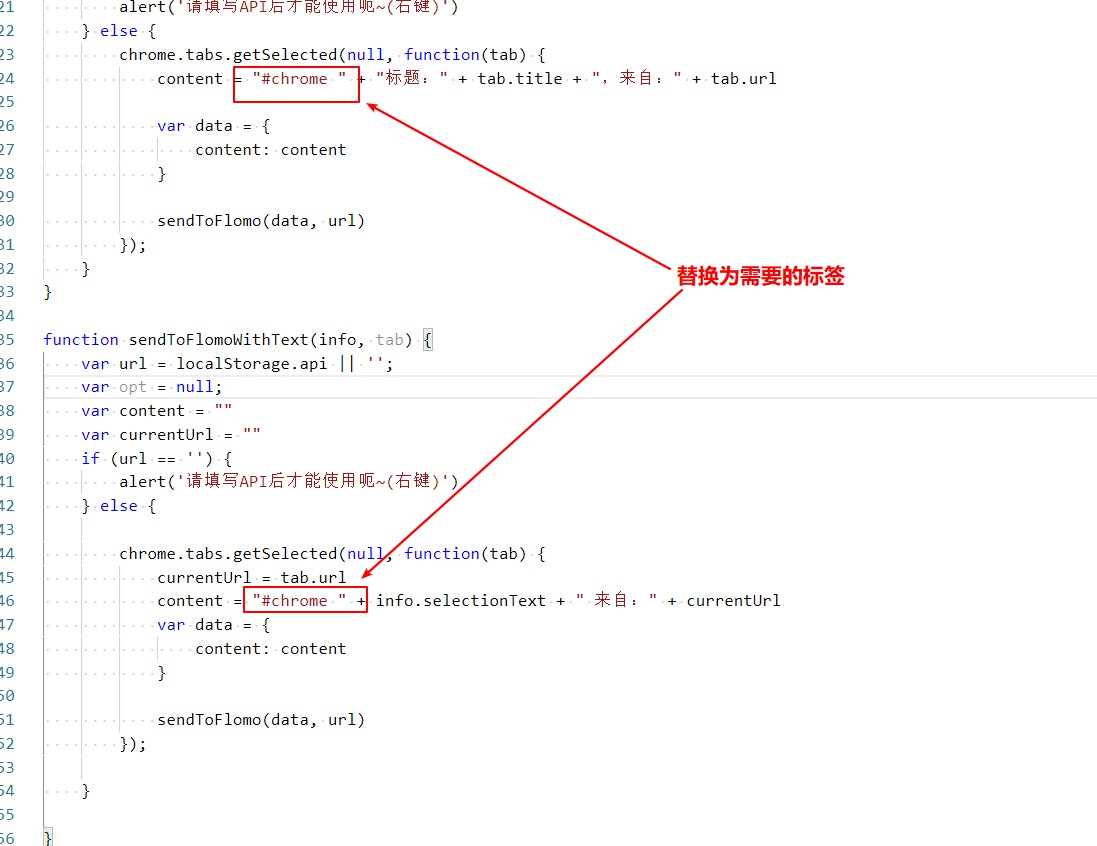 21 alert('请填写API后才能使用呃~(右键)')
22 } else {
23 chrome.tabs.getSelected(null, function(tab) {
24 content = "#chrome " + "标题：" + tab.title + "，来自：" + tab.url
25
26 var data = {
27 content: content
28 }
29
30 sendToFlomo(data, url)
31 });
32 }
33 }
替换为需要的标签
34
35 function sendToFlomoWithText(info, tab) {
36 var url = localStorage.api || '';
37 var opt = null;
38 var content = ""
39 var currentUrl = ""
40 if (url == '') {
41 alert('请填写API后才能使用呃~(右键)')
42 } else {
43
44 chrome.tabs.getSelected(null, function(tab) {
45 currentUrl = tab.url
46 content = "#chrome " + info.selectionText + " 来自：" + currentUrl
47 var data = {
48 content: content
49 }
50
51 sendToFlomo(data, url)
52 });
53
54 }
55
56 }